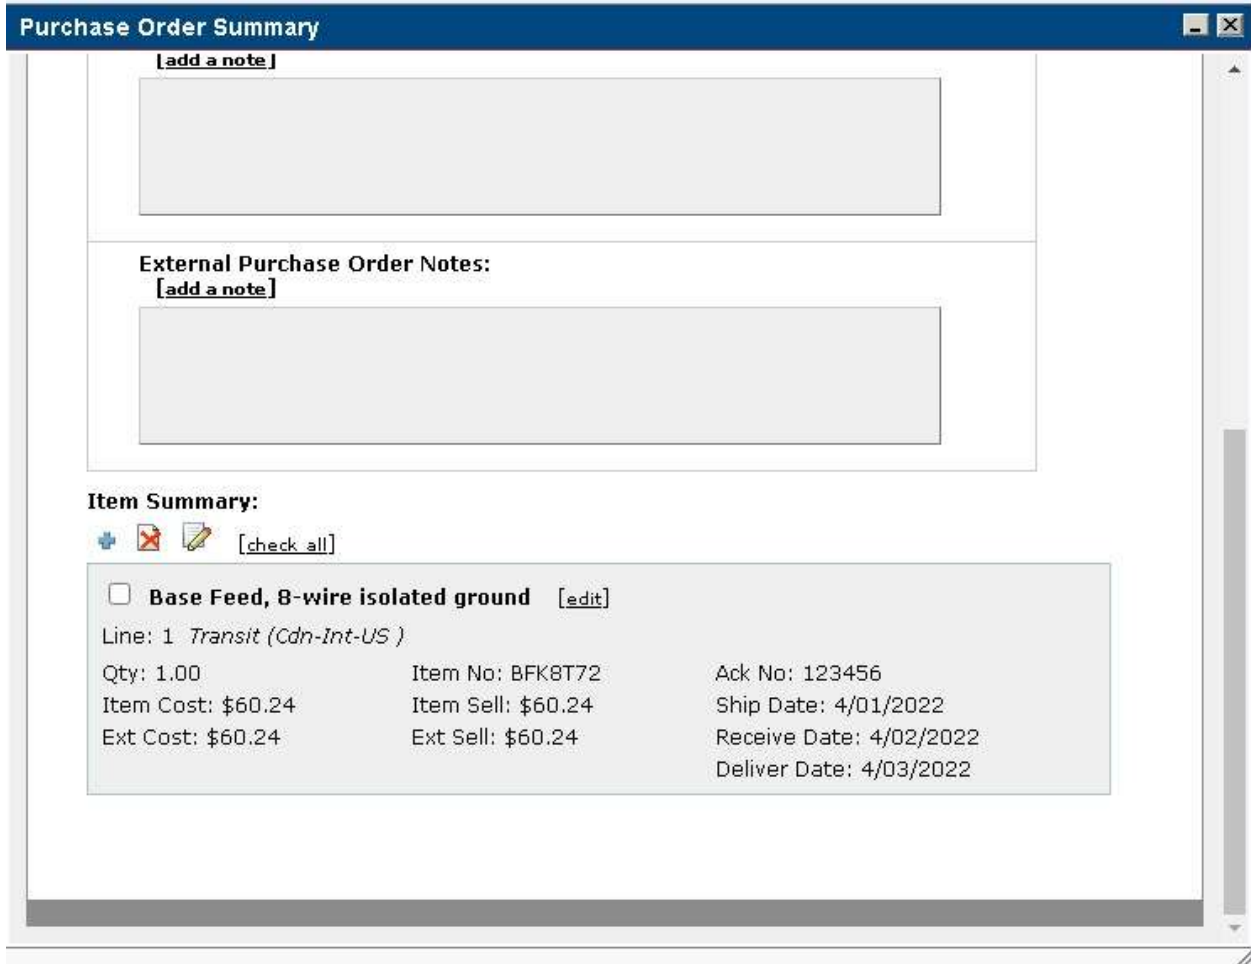 Purchase Order Summary
[add a note]
External Purchase Order Notes:
[add a note]
Item Summary:
[check all]
Base Feed, 8-wire isolated ground [edit]
Line: 1 Transit (Cdn-Int-US )
Qty: 1.00 Item No: BFK8T72 Ack No: 123456
Item Cost: $60.24 Item Sell: $60.24 Ship Date: 4/01/2022
Ext Cost: $60.24 Ext Sell: $60.24 Receive Date: 4/02/2022
Deliver Date: 4/03/2022